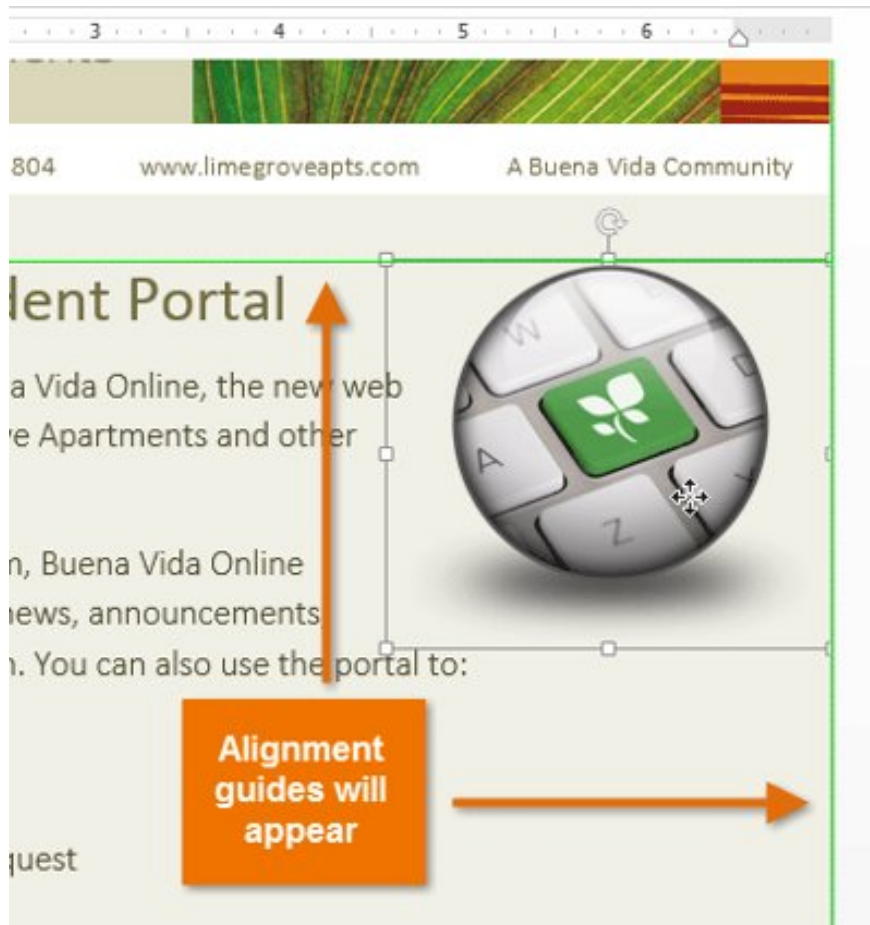 3 4 5 6
804 www.limegroveapts.com A Buena Vida Community
dent Portal
a Vida Online, the new web
ve Apartments and other
m, Buena Vida Online
news, announcements,
n. You can also use the portal to:
Alignment
guides will
appear
quest
W
A
Z